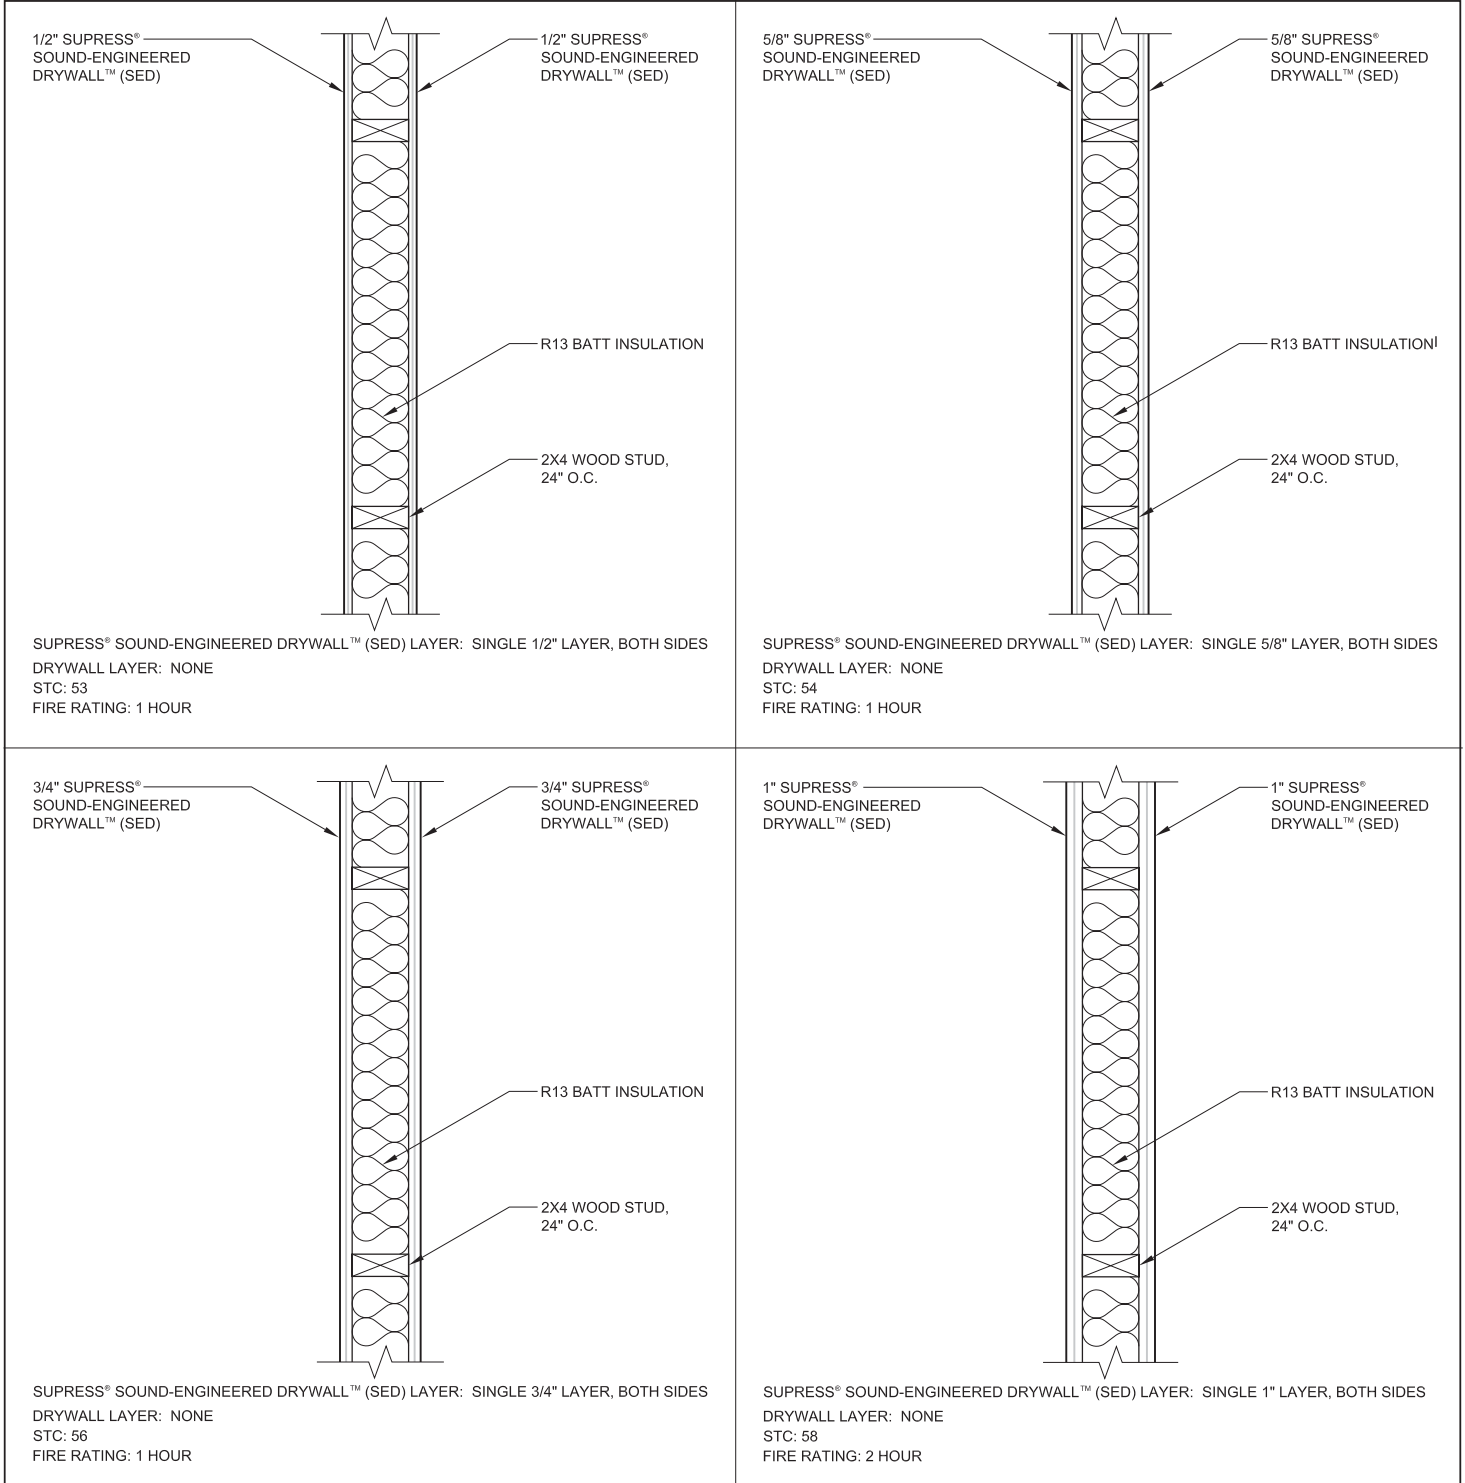 1/2" SUPRESS®
SOUND-ENGINEERED
DRYWALL™ (SED)
1/2" SUPRESS®
SOUND-ENGINEERED
DRYWALL™ (SED)
R13 BATT INSULATION
2X4 WOOD STUD,
24" O.C.
SUPRESS® SOUND-ENGINEERED DRYWALL™ (SED) LAYER: SINGLE 1/2" LAYER, BOTH SIDES
DRYWALL LAYER: NONE
STC: 53
FIRE RATING: 1 HOUR
5/8" SUPRESS®
SOUND-ENGINEERED
DRYWALL™ (SED)
5/8" SUPRESS®
SOUND-ENGINEERED
DRYWALL™ (SED)
R13 BATT INSULATIONl
2X4 WOOD STUD,
24" O.C.
SUPRESS® SOUND-ENGINEERED DRYWALL™ (SED) LAYER: SINGLE 5/8" LAYER, BOTH SIDES
DRYWALL LAYER: NONE
STC: 54
FIRE RATING: 1 HOUR
3/4" SUPRESS®
SOUND-ENGINEERED
DRYWALL™ (SED)
3/4" SUPRESS®
SOUND-ENGINEERED
DRYWALL™ (SED)
R13 BATT INSULATION
2X4 WOOD STUD,
24" O.C.
SUPRESS® SOUND-ENGINEERED DRYWALL™ (SED) LAYER: SINGLE 3/4" LAYER, BOTH SIDES
DRYWALL LAYER: NONE
STC: 56
FIRE RATING: 1 HOUR
1" SUPRESS®
SOUND-ENGINEERED
DRYWALL™ (SED)
1" SUPRESS®
SOUND-ENGINEERED
DRYWALL™ (SED)
R13 BATT INSULATION
2X4 WOOD STUD,
24" O.C.
SUPRESS® SOUND-ENGINEERED DRYWALL™ (SED) LAYER: SINGLE 1" LAYER, BOTH SIDES
DRYWALL LAYER: NONE
STC: 58
FIRE RATING: 2 HOUR